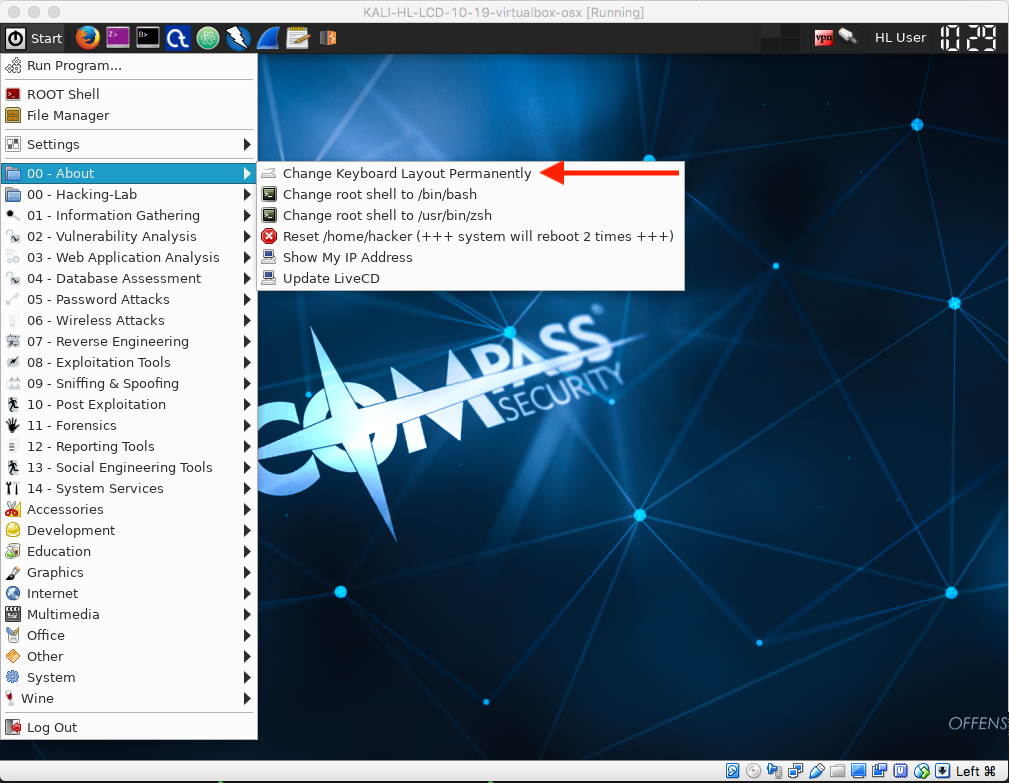 KALI-HL-LCD-10-19-virtualbox-osx [Running]
Start
vpn
HL User
10 29
Run Program...
ROOT Shell
File Manager
Settings
00 - About
00 - Hacking-Lab
01 - Information Gathering
02 - Vulnerability Analysis
03 - Web Application Analysis
04 - Database Assessment
05 - Password Attacks
06 - Wireless Attacks
07 - Reverse Engineering
08 - Exploitation Tools
09 - Sniffing & Spoofing
10 - Post Exploitation
11 - Forensics
12 - Reporting Tools
13 - Social Engineering Tools
14 - System Services
Accessories
Development
Education
Graphics
Internet
Multimedia
Office
Other
System
Wine
Log Out
Change Keyboard Layout Permanently
Change root shell to /bin/bash
Change root shell to /usr/bin/zsh
Reset /home/hacker (+++ system will reboot 2 times +++)
Show My IP Address
Update LiveCD
COMPASS
SECURITY
OFFENS
Left ⌘